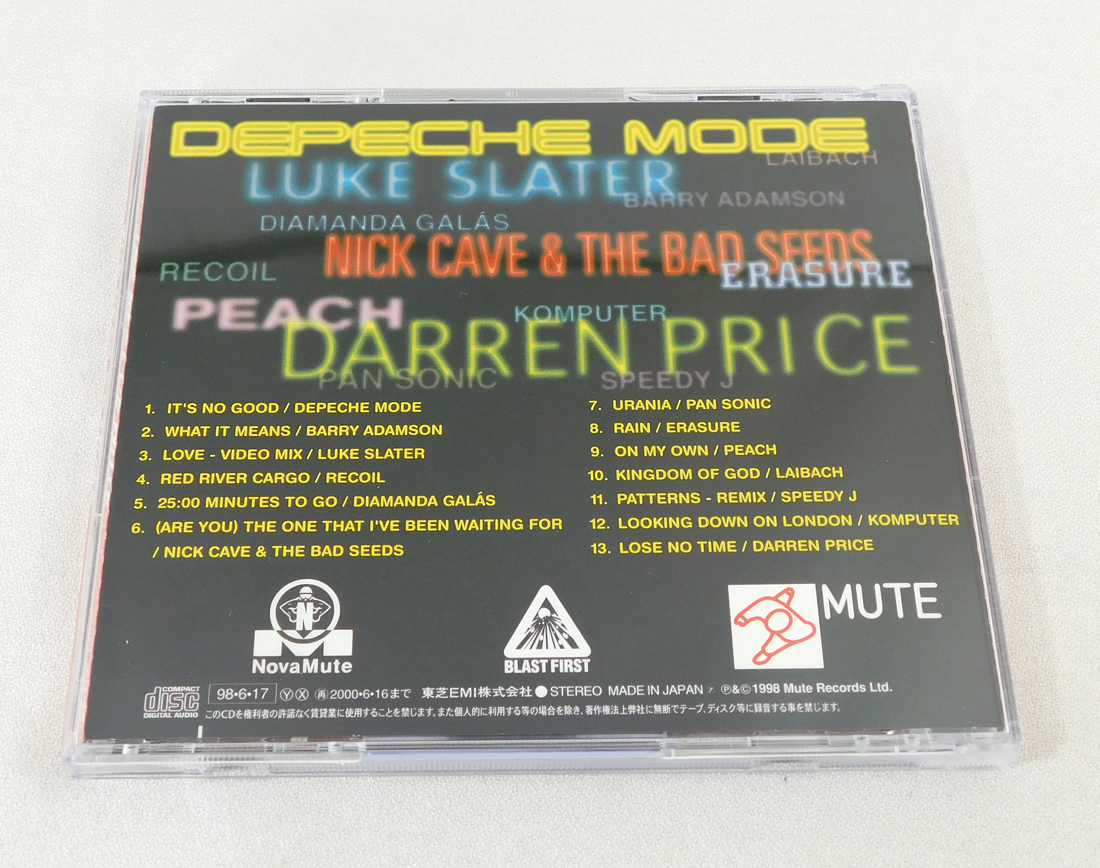 DEPECHE MODE
LAIBACH
LUKE SLATER
BARRY ADAMSON
DIAMANDA GALÁS
NICK CAVE & THE BAD SEEDS
RECOIL
ERASURE
PEACH
KOMPUTER
DARREN PRICE
PAN SONIC
SPEEDY J
1. IT'S NO GOOD / DEPECHE MODE
2. WHAT IT MEANS / BARRY ADAMSON
3. LOVE - VIDEO MIX / LUKE SLATER
4. RED RIVER CARGO / RECOIL
5. 25:00 MINUTES TO GO / DIAMANDA GALÁS
6. (ARE YOU) THE ONE THAT I'VE BEEN WAITING FOR
/ NICK CAVE & THE BAD SEEDS
7. URANIA / PAN SONIC
8. RAIN / ERASURE
9. ON MY OWN / PEACH
10. KINGDOM OF GOD / LAIBACH
11. PATTERNS - REMIX / SPEEDY J
12. LOOKING DOWN ON LONDON / KOMPUTER
13. LOSE NO TIME / DARREN PRICE
N
M
NovaMute
BLAST FIRST
MUTE
COMPACT
disc
DIGITAL AUDIO
98•6•17 Ⓨ Ⓧ ㊞2000•6•16まで 東芝EMI株式会社 ● STEREO MADE IN JAPAN 7 ℗&©1998 Mute Records Ltd.
このCDを権利者の許諾なく賃貸業に使用することを禁じます。また個人的に利用する等の場合を除き、著作権法上弊社に無断でテープ、ディスク等に録音する事を禁じます。